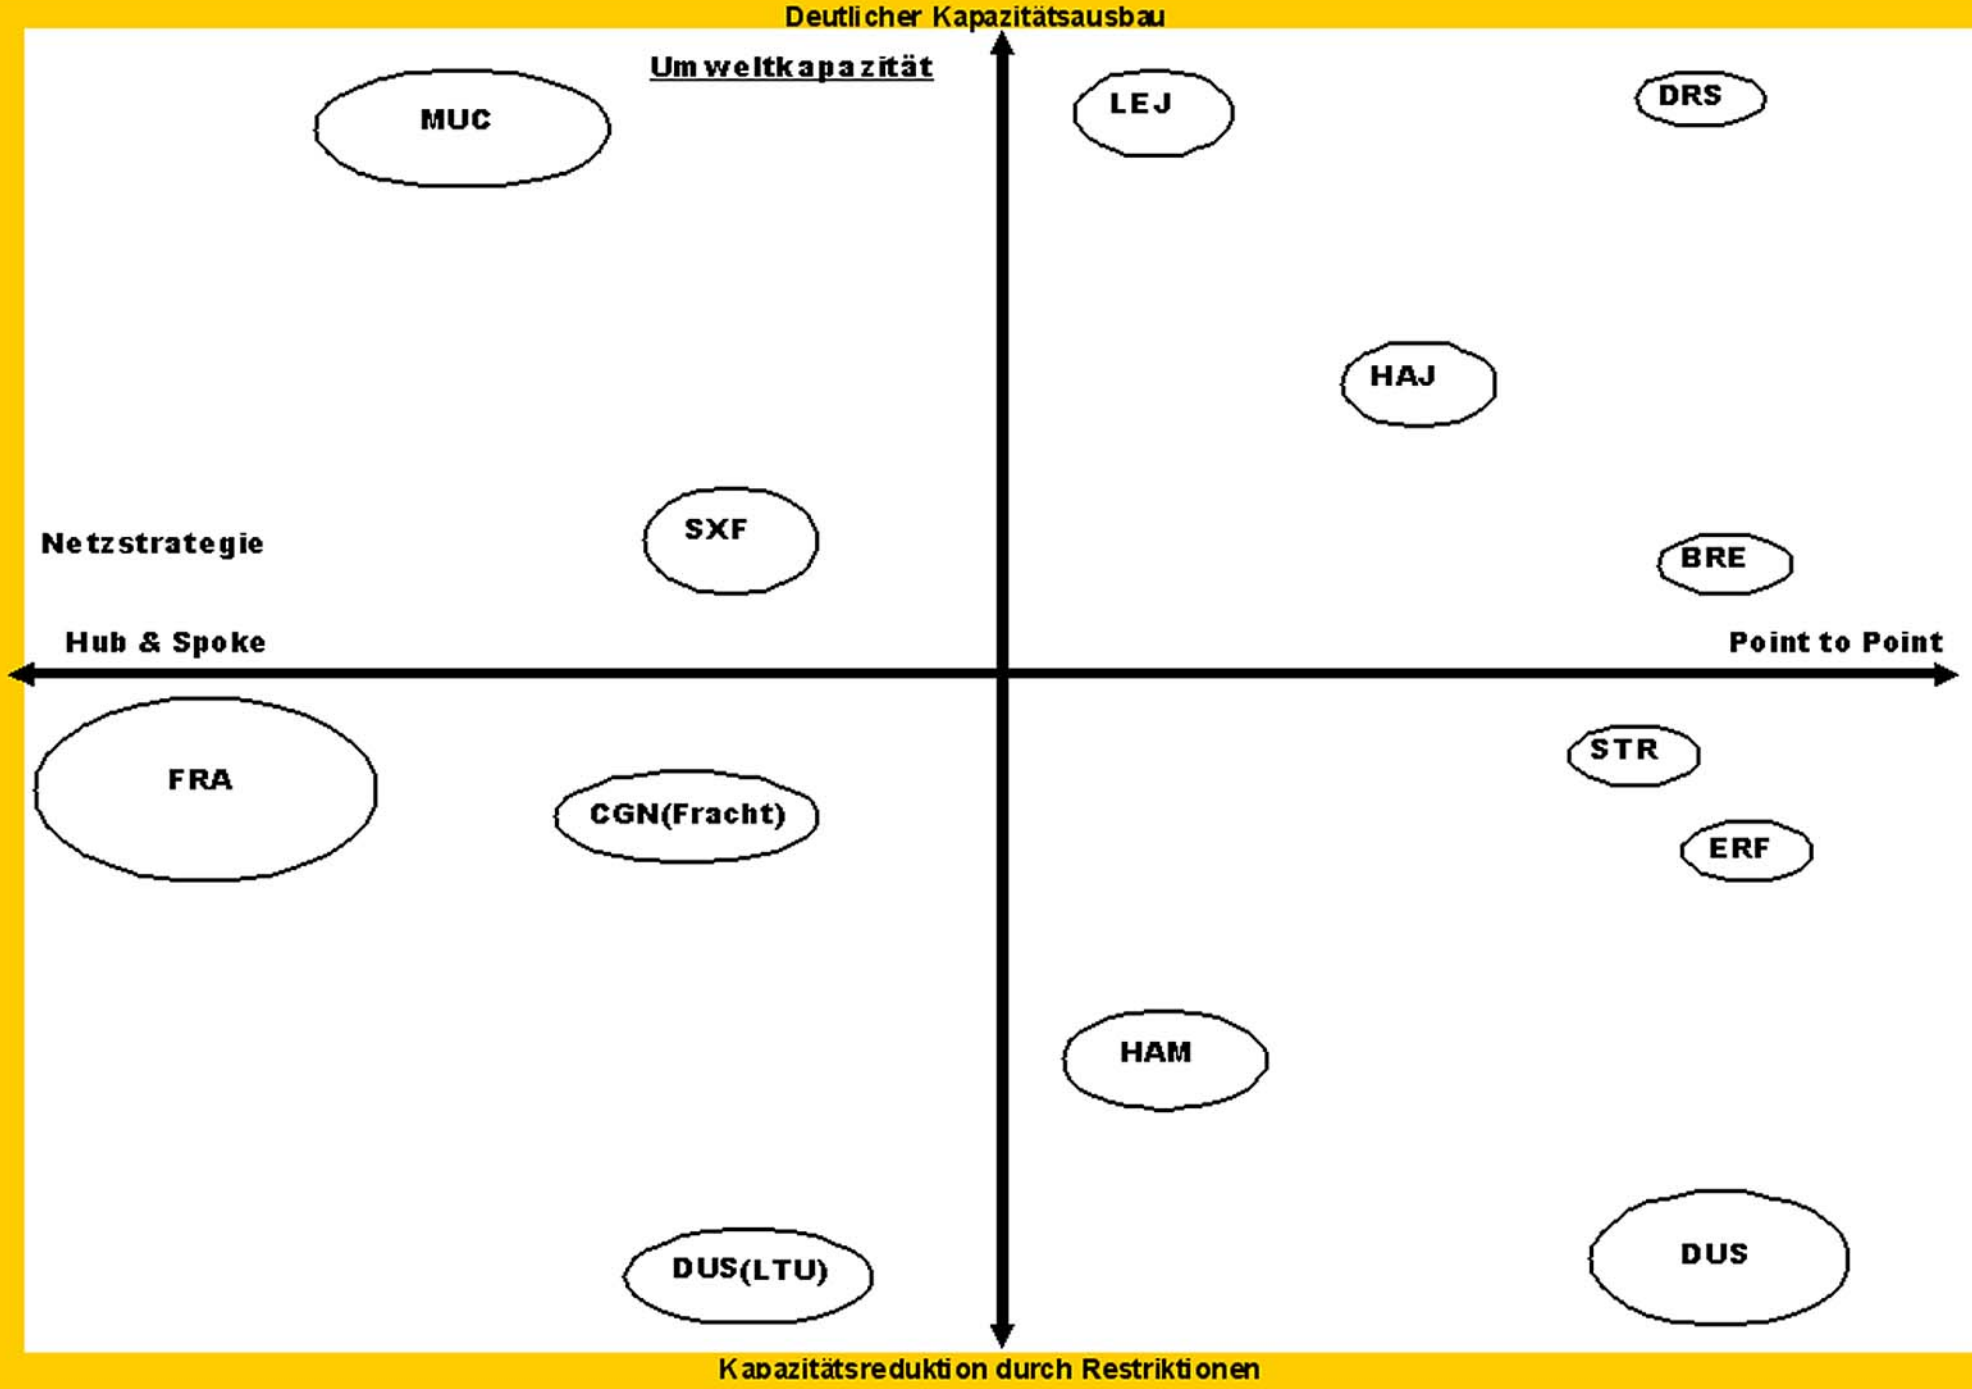 Deutlicher Kapazitätsausbau
Umweltkapazität
MUC
LEJ
DRS
HAJ
SXF
Netzstrategie
BRE
Hub & Spoke
Point to Point
STR
FRA
CGN(Fracht)
ERF
HAM
DUS
DUS(LTU)
Kapazitätsreduktion durch Restriktionen